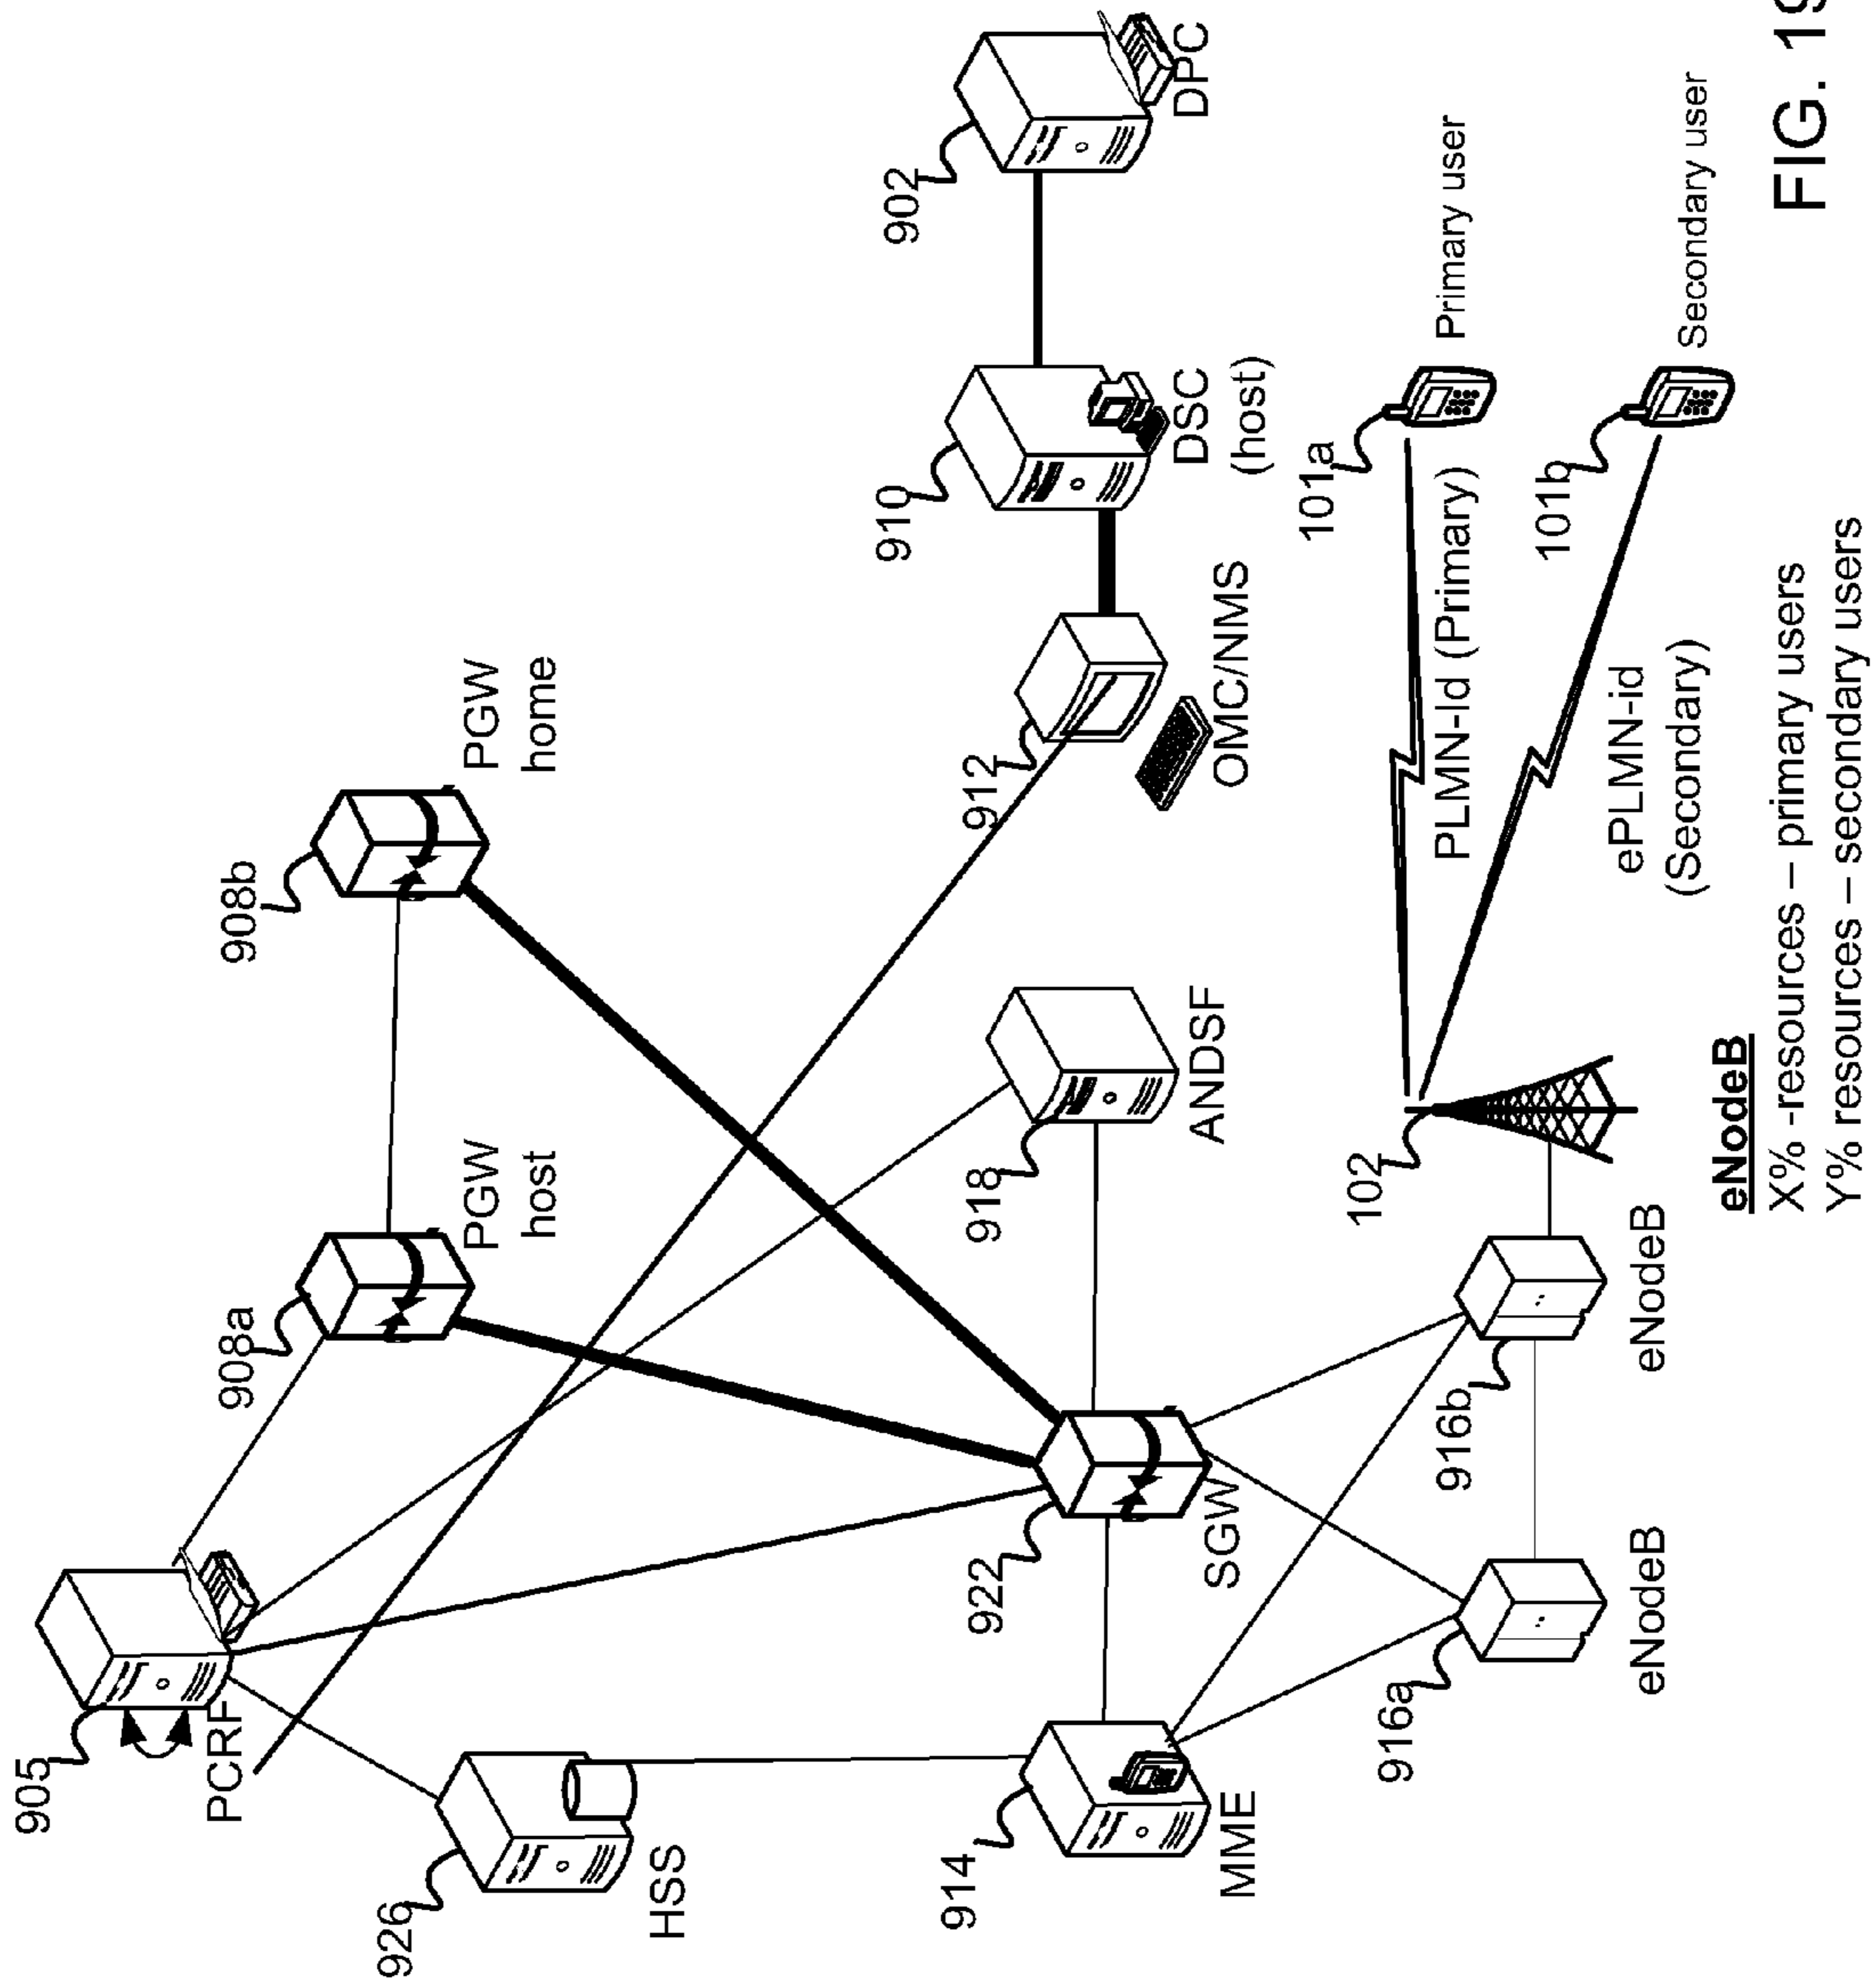 905
PCRF
908a
PGW
host
908b
PGW
home
926
HSS
910
DSC
(host)
902
DPC
912
OMC/NMS
914
MME
922
SGW
918
ANDSF
916a
eNodeB
916b
eNodeB
102
101a
Primary user
PLMN-Id (Primary)
101b
Secondary user
ePLMN-id
(Secondary)
eNodeB
X% -resources – primary users
Y% resources – secondary users
FIG. 19